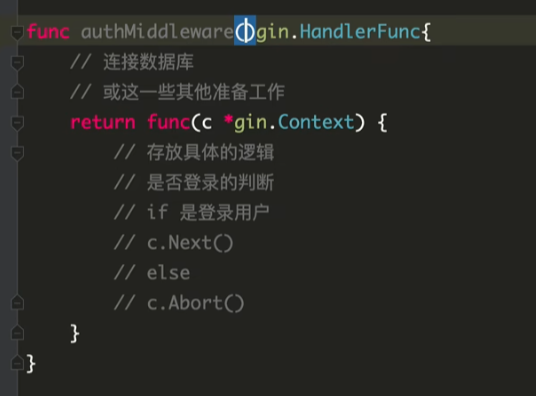 func authMiddleware()gin.HandlerFunc{
// 连接数据库
// 或这一些其他准备工作
return func(c *gin.Context) {
// 存放具体的逻辑
// 是否登录的判断
// if 是登录用户
// c.Next()
// else
// c.Abort()
}
}